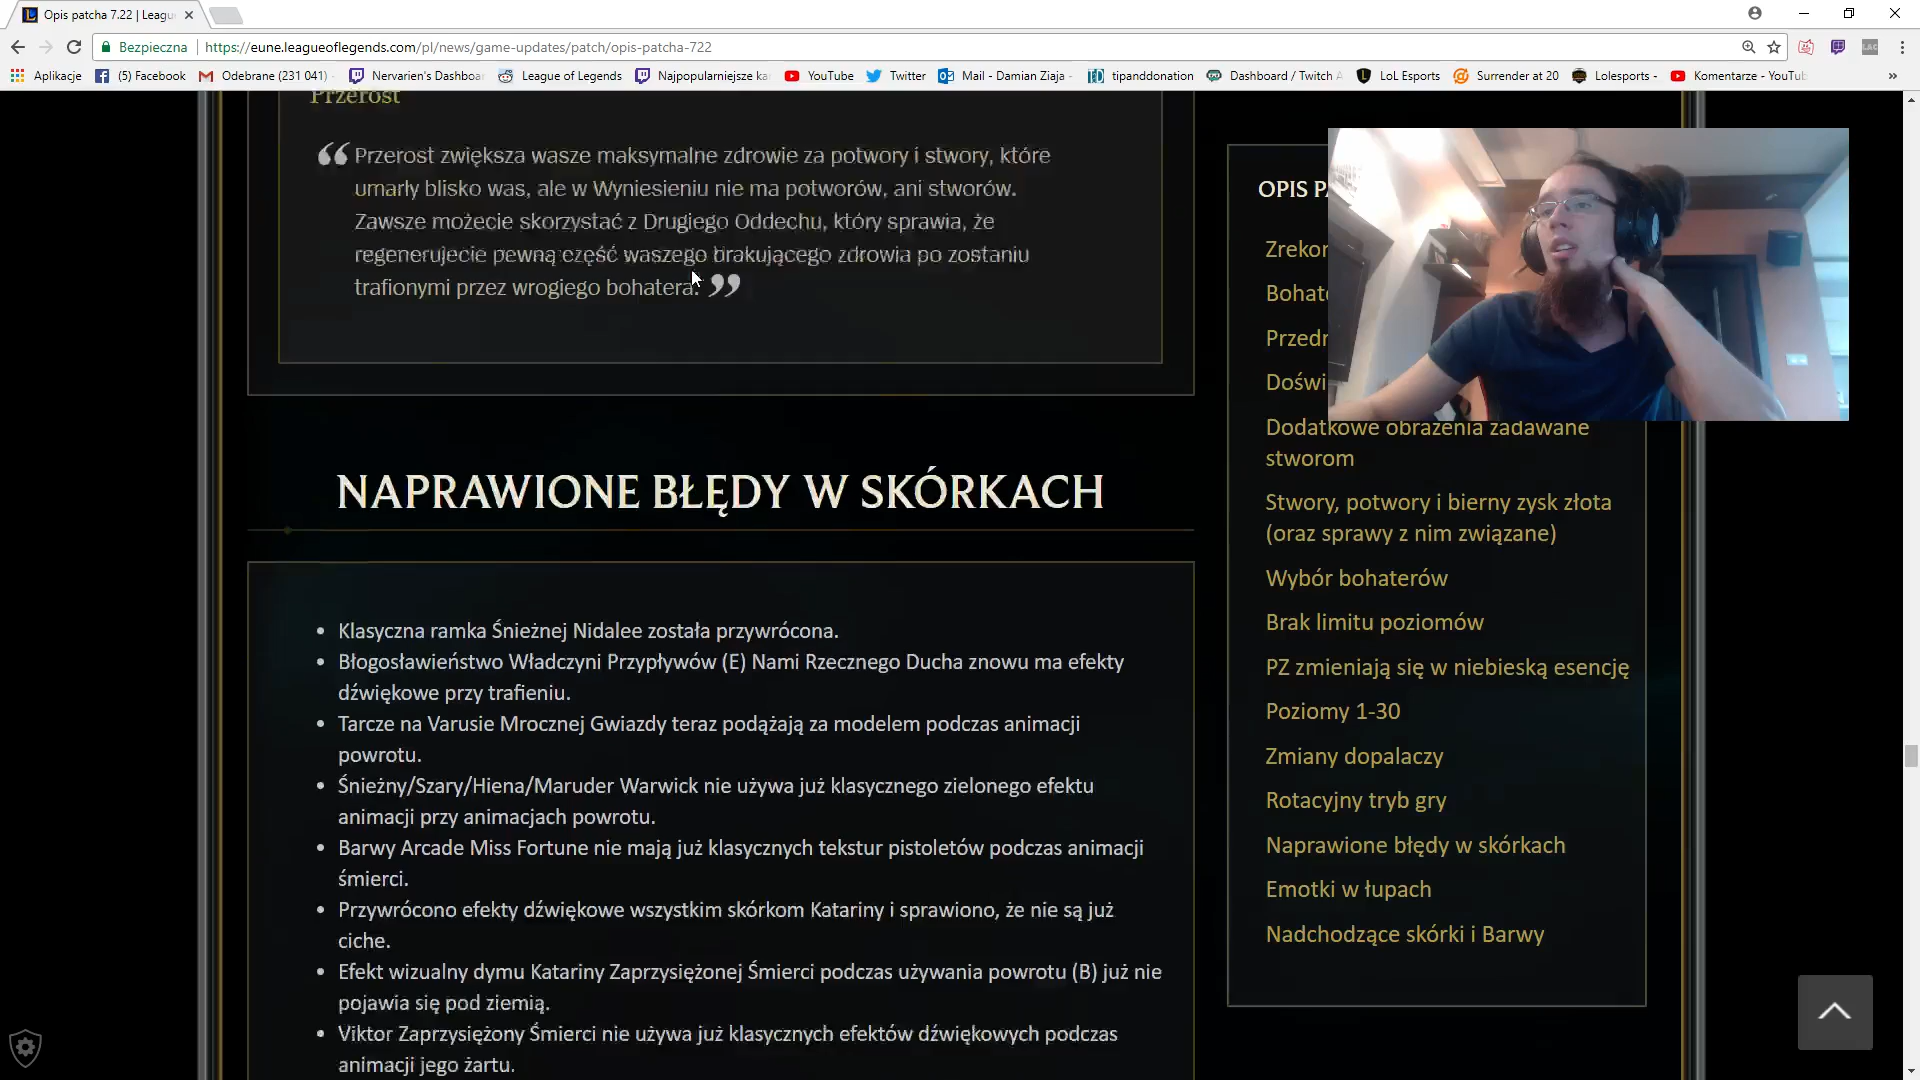 Opis patcha 7.22 | Leagu
Bezpieczna
https://eune.leagueoflegends.com/pl/news/game-updates/patch/opis-patcha-722
LAG
Aplikacje
(5) Facebook
Odebrane (231 041)
Nervarien's Dashboa
League of Legends
Najpopularniejsze ka
YouTube
Twitter
Mail - Damian Ziaja -
tipanddonation
Dashboard / Twitch A
LoL Esports
Surrender at 20
Lolesports -
Komentarze - YouTub
»
Przerost
“ Przerost zwiększa wasze maksymalne zdrowie za potwory i stwory, które
umarły blisko was, ale w Wyniesieniu nie ma potworów, ani stworów.
Zawsze możecie skorzystać z Drugiego Oddechu, który sprawia, że
regenerujecie pewną część waszego brakującego zdrowia po zostaniu
trafionymi przez wrogiego bohatera. ”
NAPRAWIONE BŁĘDY W SKÓRKACH
• Klasyczna ramka Śnieżnej Nidalee została przywrócona.
• Błogosławieństwo Władczyni Przypływów (E) Nami Rzecznego Ducha znowu ma efekty
dźwiękowe przy trafieniu.
• Tarcze na Varusie Mrocznej Gwiazdy teraz podążają za modelem podczas animacji
powrotu.
• Śnieżny/Szary/Hiena/Maruder Warwick nie używa już klasycznego zielonego efektu
animacji przy animacjach powrotu.
• Barwy Arcade Miss Fortune nie mają już klasycznych tekstur pistoletów podczas animacji
śmierci.
• Przywrócono efekty dźwiękowe wszystkim skórkom Katariny i sprawiono, że nie są już
ciche.
• Efekt wizualny dymu Katariny Zaprzysiężonej Śmierci podczas używania powrotu (B) już nie
pojawia się pod ziemią.
• Viktor Zaprzysiężony Śmierci nie używa już klasycznych efektów dźwiękowych podczas
animacji jego żartu.
OPIS PA
Zrekon
Bohate
Przedr
Doświ
Dodatkowe obrażenia zadawane
stworom
Stwory, potwory i bierny zysk złota
(oraz sprawy z nim związane)
Wybór bohaterów
Brak limitu poziomów
PZ zmieniają się w niebieską esencję
Poziomy 1-30
Zmiany dopalaczy
Rotacyjny tryb gry
Naprawione błędy w skórkach
Emotki w łupach
Nadchodzące skórki i Barwy